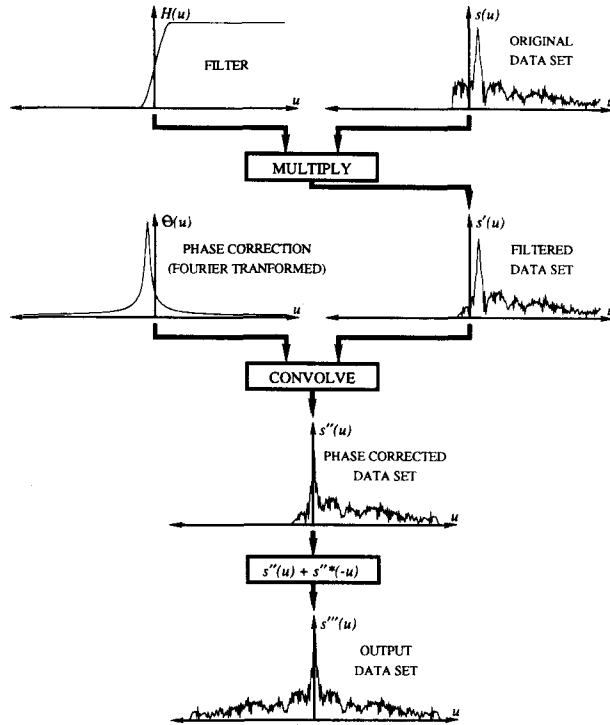 H(u)
FILTER
u
s(u)
ORIGINAL
DATA SET
u
MULTIPLY
Θ(u)
PHASE CORRECTION
(FOURIER TRANFORMED)
u
s'(u)
FILTERED
DATA SET
u
CONVOLVE
s''(u)
PHASE CORRECTED
DATA SET
u
s''(u) + s''*(-u)
s'''(u)
OUTPUT
DATA SET
u